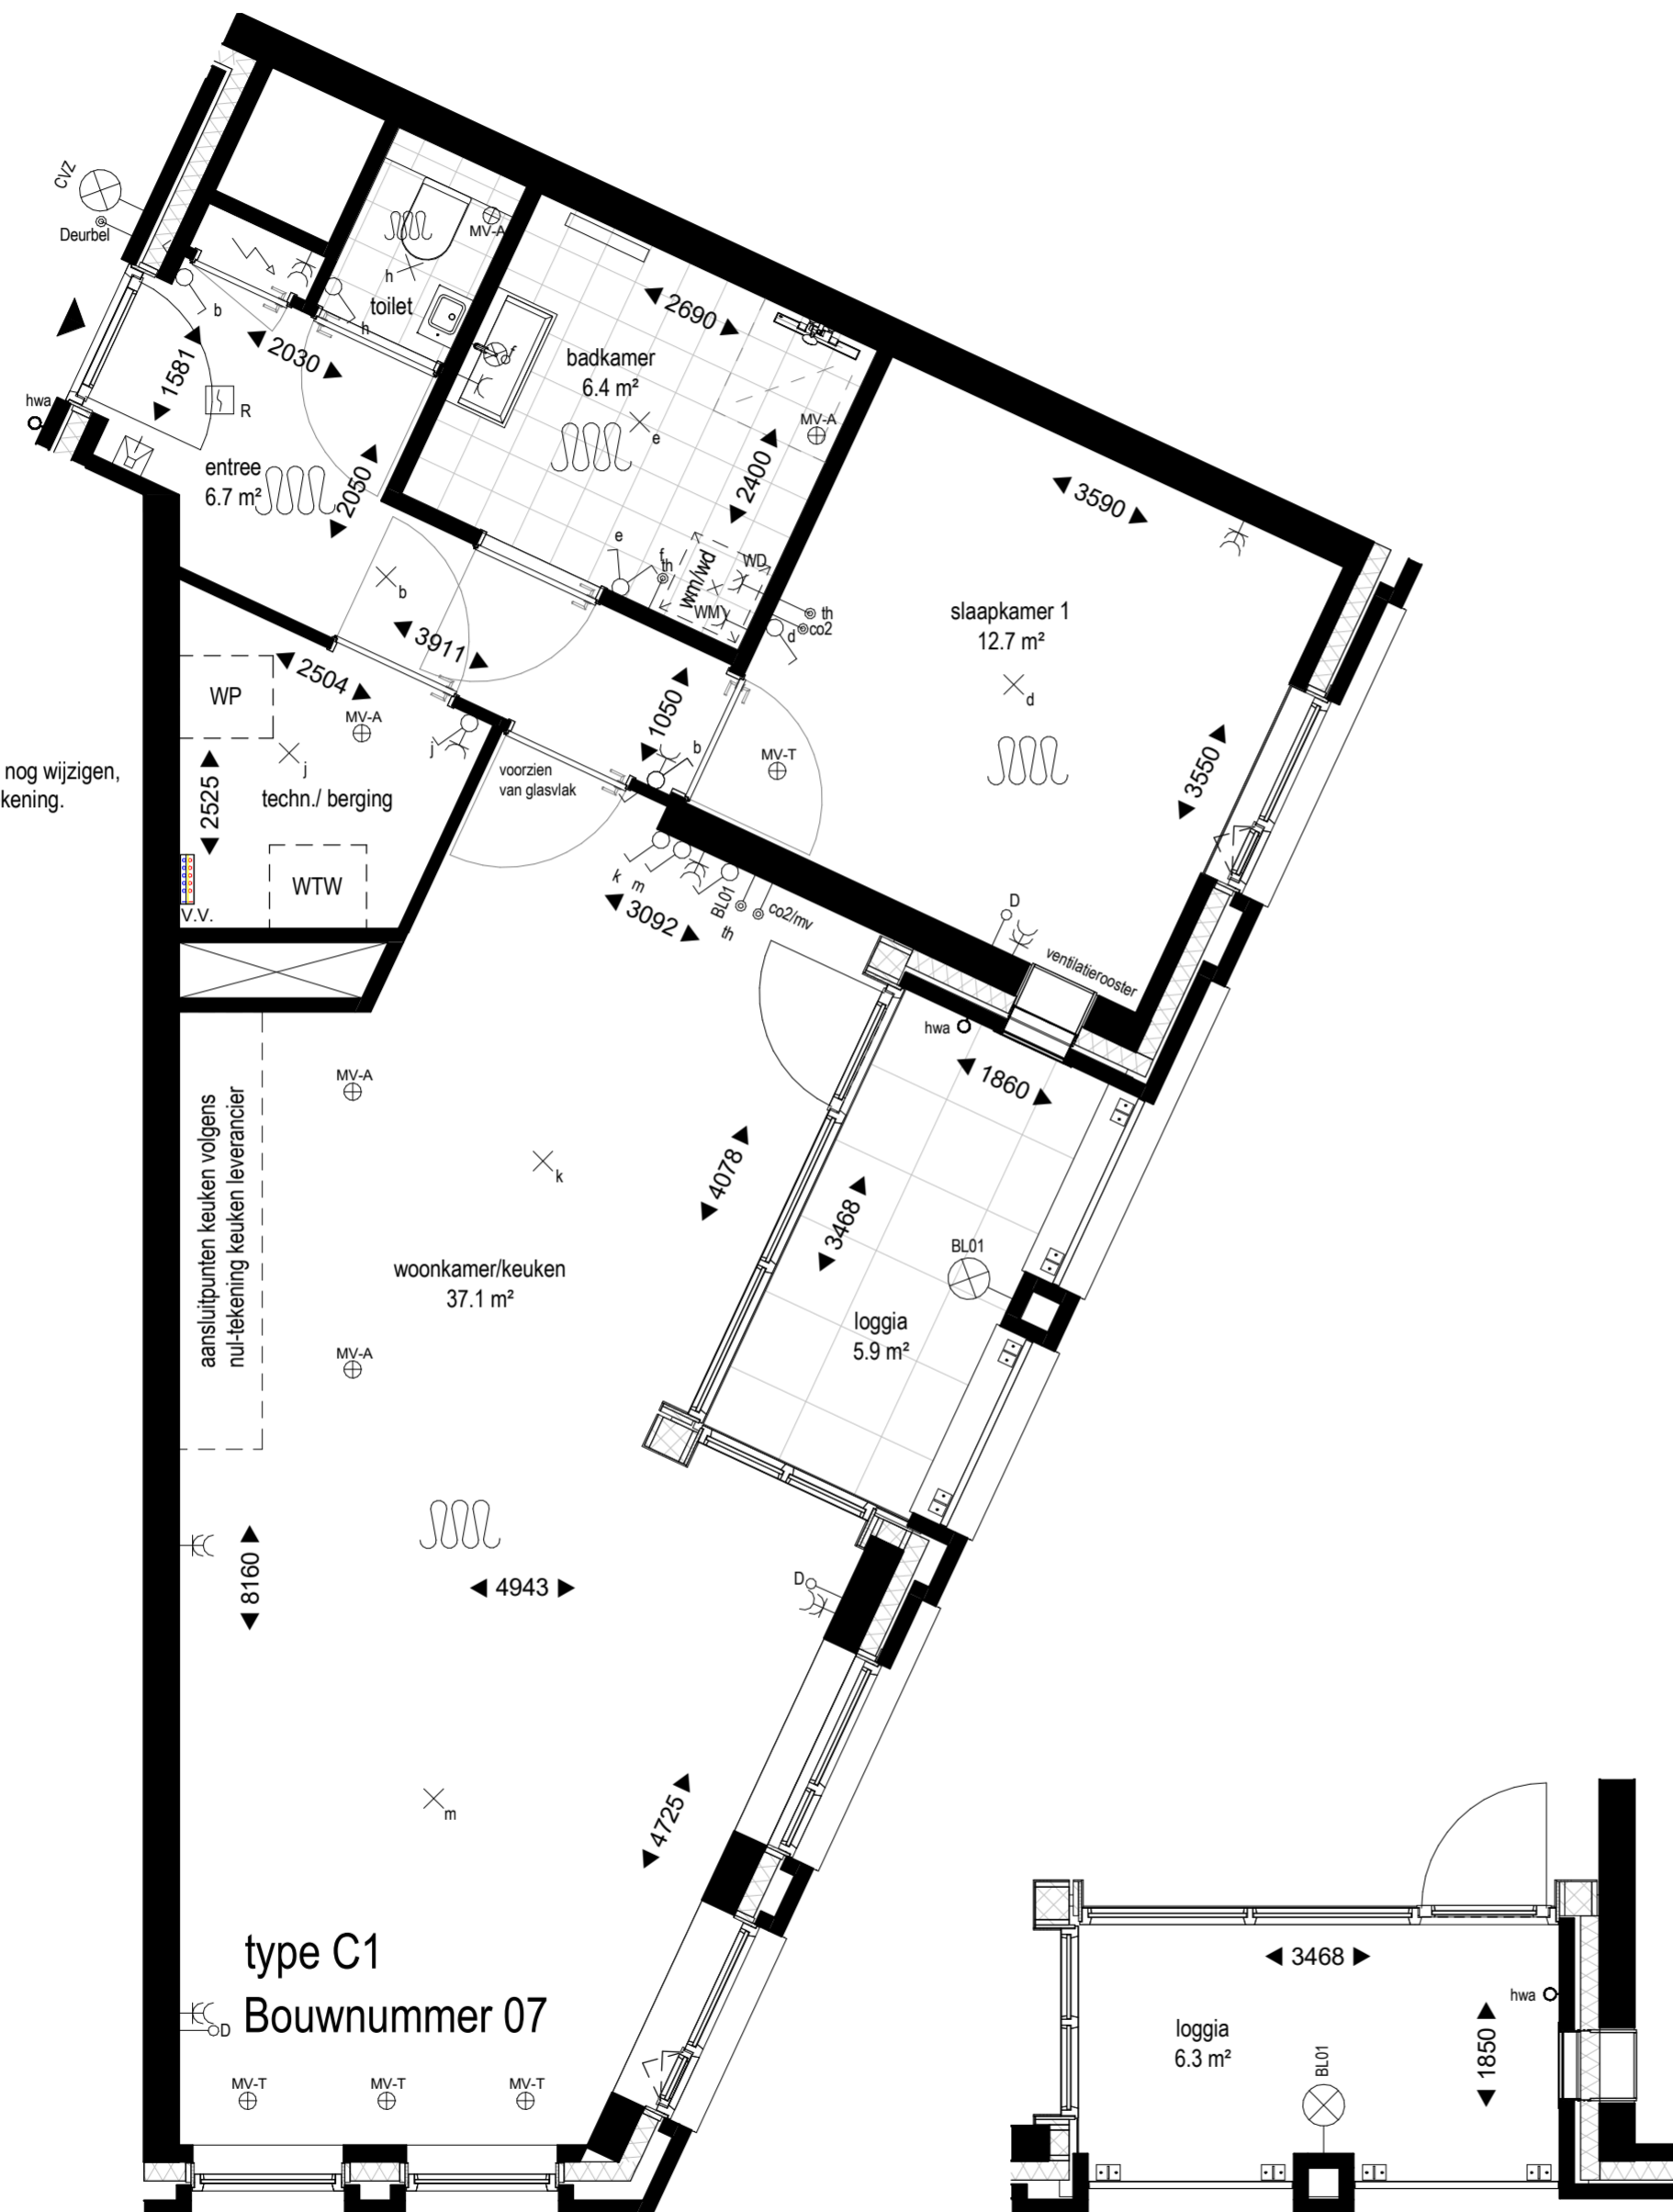 CVZ
Deurbel
b
2030
1581
R
hwa
entree
6.7 m²
2050
h
toilet
h
MV-A
f
badkamer
6.4 m²
2690
e
MV-A
2400
e
f
th
wm/wd
WD
WM
th
co2
d
3590
slaapkamer 1
12.7 m²
d
3550
b
3911
2504
WP
MV-A
j
j
2525
techn./ berging
WTW
V.V.
nog wijzigen,
kening.
1050
b
MV-T
voorzien
van glasvlak
k
m
BL01
th
co2/mv
3092
D
ventilatierooster
hwa
1860
MV-A
aansluitpunten keuken volgens
nul-tekening keuken leverancier
k
4078
3468
BL01
woonkamer/keuken
37.1 m²
loggia
5.9 m²
MV-A
8160
4943
D
m
4725
type C1
Bouwnummer 07
D
MV-T
MV-T
MV-T
3468
hwa
loggia
6.3 m²
1850
BL01